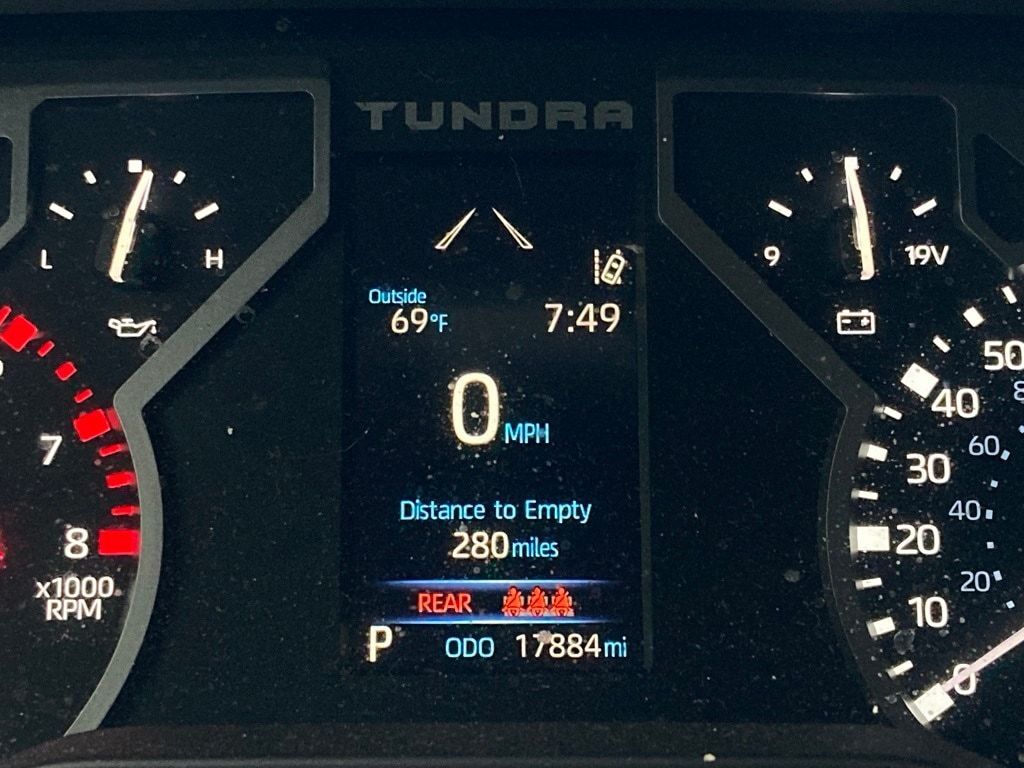 TUNDRA
L H
9 19V
Outside
69°F 7:49
0 MPH
Distance to Empty
280 miles
REAR
P ODO 17884 mi
7
8
x1000
RPM
50
40
30
20
10
0
60
40
20